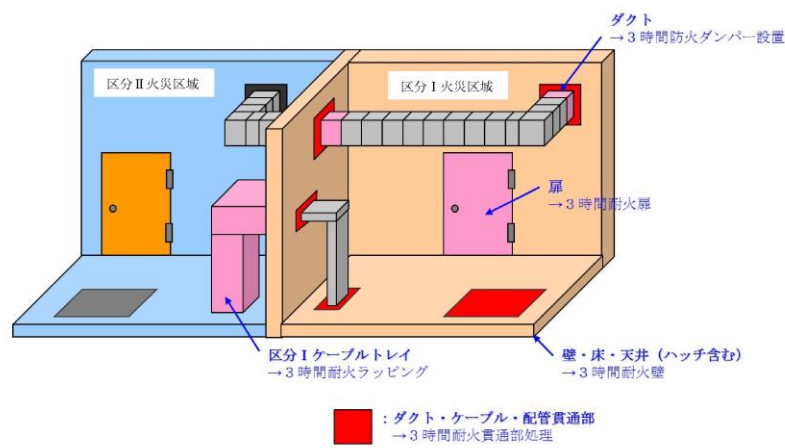 ダクト
→3時間防火ダンパー設置
区分Ⅱ火災区域
区分Ⅰ火災区域
扉
→3時間耐火扉
区分Ⅰケーブルトレイ
→3時間耐火ラッピング
壁・床・天井（ハッチ含む）
→3時間耐火壁
：ダクト・ケーブル・配管貫通部
→3時間耐火貫通部処理